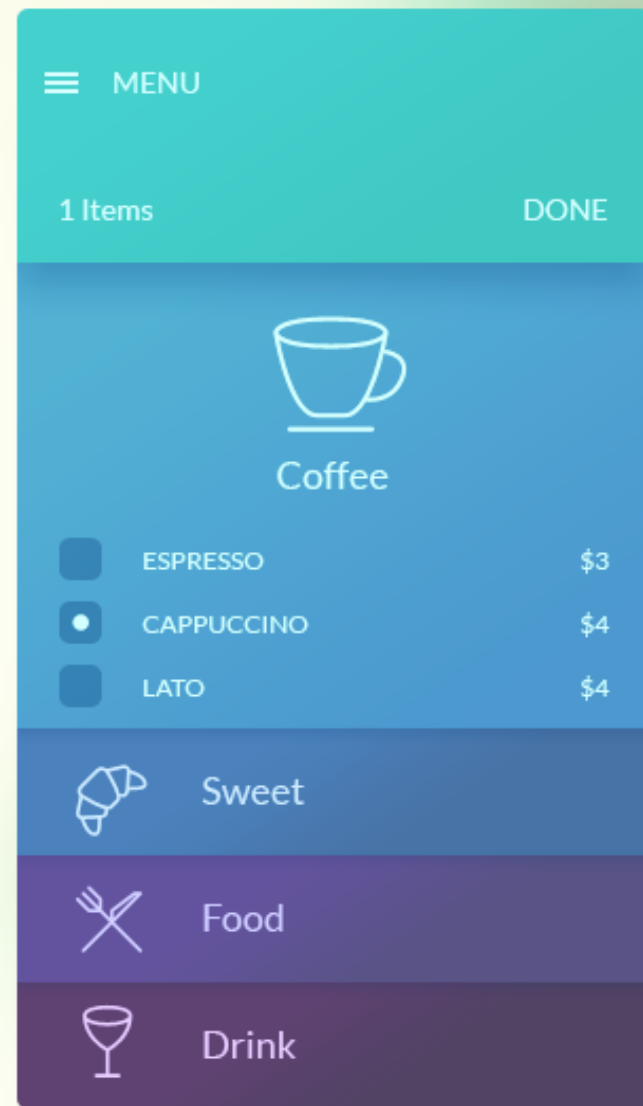 MENU
1 Items DONE
Coffee
ESPRESSO $3
CAPPUCCINO $4
LATO $4
Sweet
Food
Drink